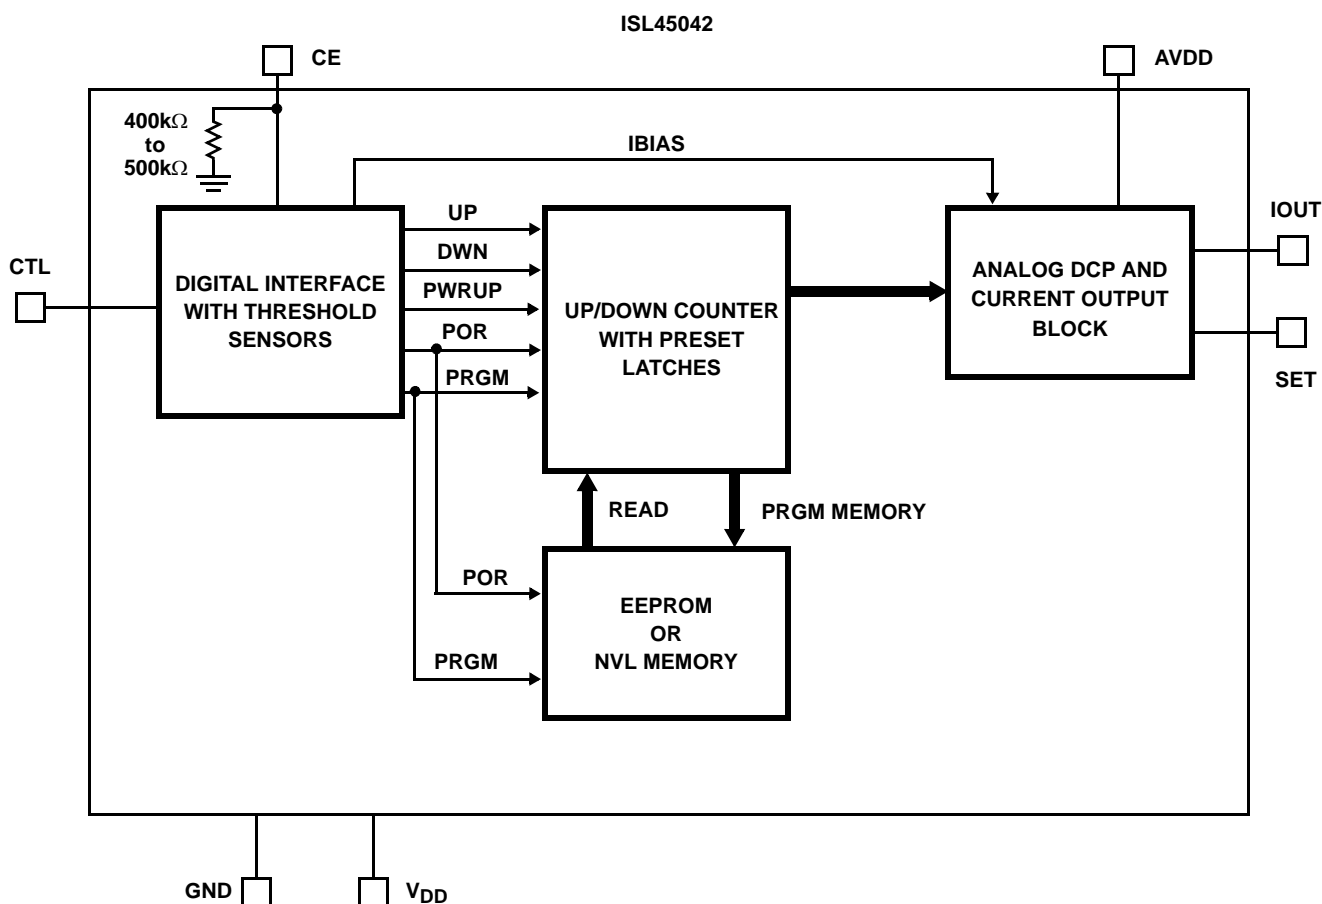 ISL45042
CE
AVDD
400kΩ
to
500kΩ
IBIAS
UP
DWN
PWRUP
POR
PRGM
CTL
DIGITAL INTERFACE
WITH THRESHOLD
SENSORS
UP/DOWN COUNTER
WITH PRESET
LATCHES
ANALOG DCP AND
CURRENT OUTPUT
BLOCK
IOUT
SET
READ
PRGM MEMORY
POR
PRGM
EEPROM
OR
NVL MEMORY
GND
VDD